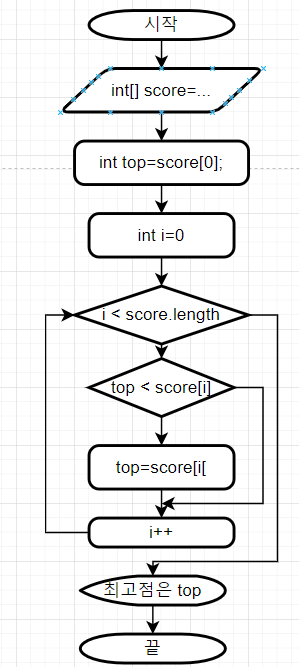 시작
int[] score=...
int top=score[0];
int i=0
i < score.length
top < score[i]
top=score[i[
i++
최고점은 top
끝